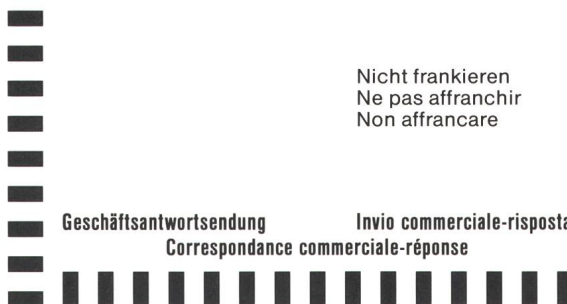 Nicht frankieren
Ne pas affranchir
Non affrancare
Geschäftsantwortsendung Invio commerciale-risposta
Correspondance commerciale-réponse